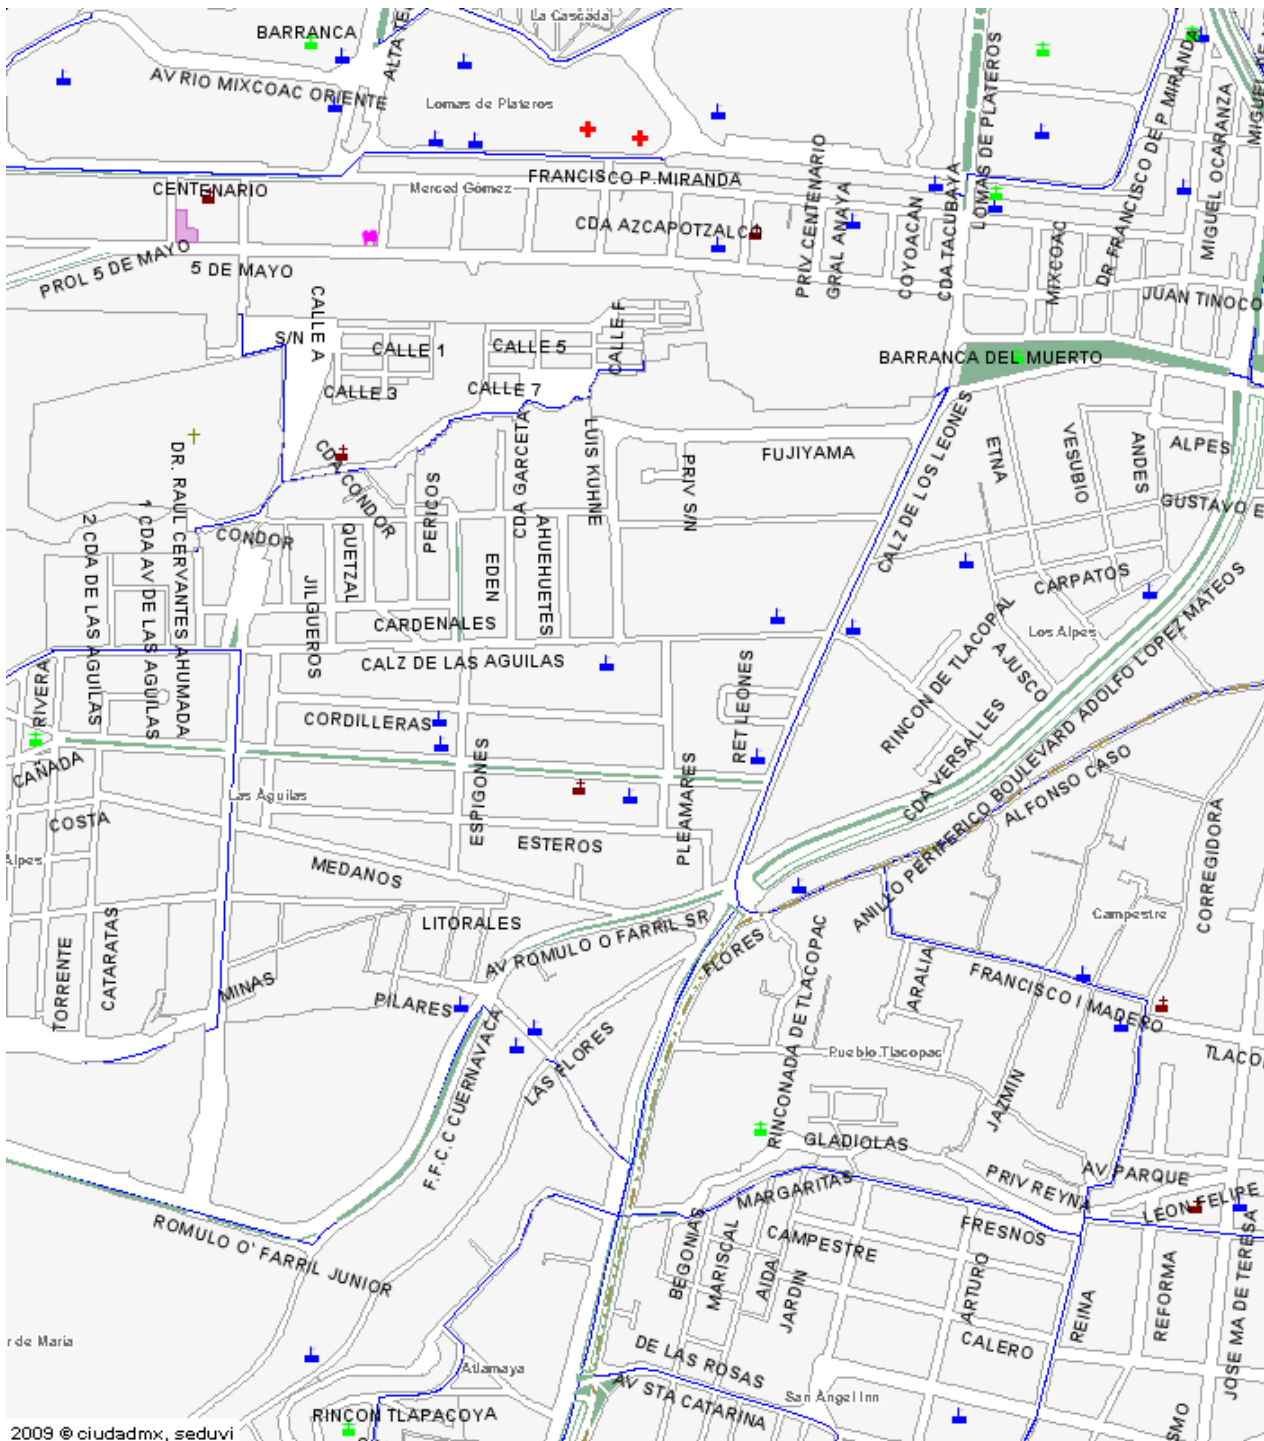 La Cascada
BARRANCA
ALTA TE
AV RIO MIXCOAC ORIENTE
Lomas de Plateros
LOMAS DE PLATEROS
DR FRANCISCO DE P. MIRANDA
MIGUEL OCARANZA
MIGUEL DE
CENTENARIO
Merced Gómez
FRANCISCO P.MIRANDA
CDA AZCAPOTZALCO
PRIV CENTENARIO
GRAL ANAYA
COYOACAN
CDA TACUBAYA
MIXCOAC
PROL 5 DE MAYO
5 DE MAYO
JUAN TINOCO
CALLE A
S/N
CALLE 1
CALLE 5
CALLE F
CALLE 3
CALLE 7
BARRANCA DEL MUERTO
DR. RAUL CERVANTES AHUMADA
CDA CONDOR
CDA GARCETA
LUIS KUHNE
PRIV S/N
FUJIYAMA
CALZ DE LOS LEONES
ETNA
VESUBIO
ANDES
ALPES
GUSTAVO E
2 CDA DE LAS AGUILAS
1 CDA AV DE LAS AGUILAS
CONDOR
QUETZAL
PERICOS
EDEN
AHUEHUETES
JILGUEROS
CARDENALES
CARPATOS
Los Alpes
CALZ DE LAS AGUILAS
RET LEONES
RINCON DE TLACOPAL
AJUSCO
RIVERA
CORDILLERAS
CAÑADA
ESPIGONES
PLEAMARES
CDA VERSALLES
ANILLO PERIFERICO BOULEVARD ADOLFO LOPEZ MATEOS
ALFONSO CASO
Las Aguilas
COSTA
ESTEROS
CORREGIDORA
Alpes
MEDANOS
LITORALES
Campestre
TORRENTE
CATARATAS
MINAS
AV ROMULO O FARRIL SR
FLORES
RINCONADA DE TLACOPAC
ARALIA
FRANCISCO I MADERO
PILARES
F.F.C.C CUERNAVACA
LAS FLORES
Pueblo Tlacopac
TLACO
JAZMIN
GLADIOLAS
PRIV REYNA
AV PARQUE
LEON FELIPE
MARGARITAS
FRESNOS
ROMULO O' FARRIL JUNIOR
BEGONIAS
MARISCAL
CAMPESTRE
AIDA
JARDIN
ARTURO
CALERO
REINA
REFORMA
JOSE MA DE TERESA
r de Maria
Atlamaya
DE LAS ROSAS
AV STA CATARINA
San Angel Inn
RINCON TLAPACOYA
SMO
2009 © ciudadmx, seduvi